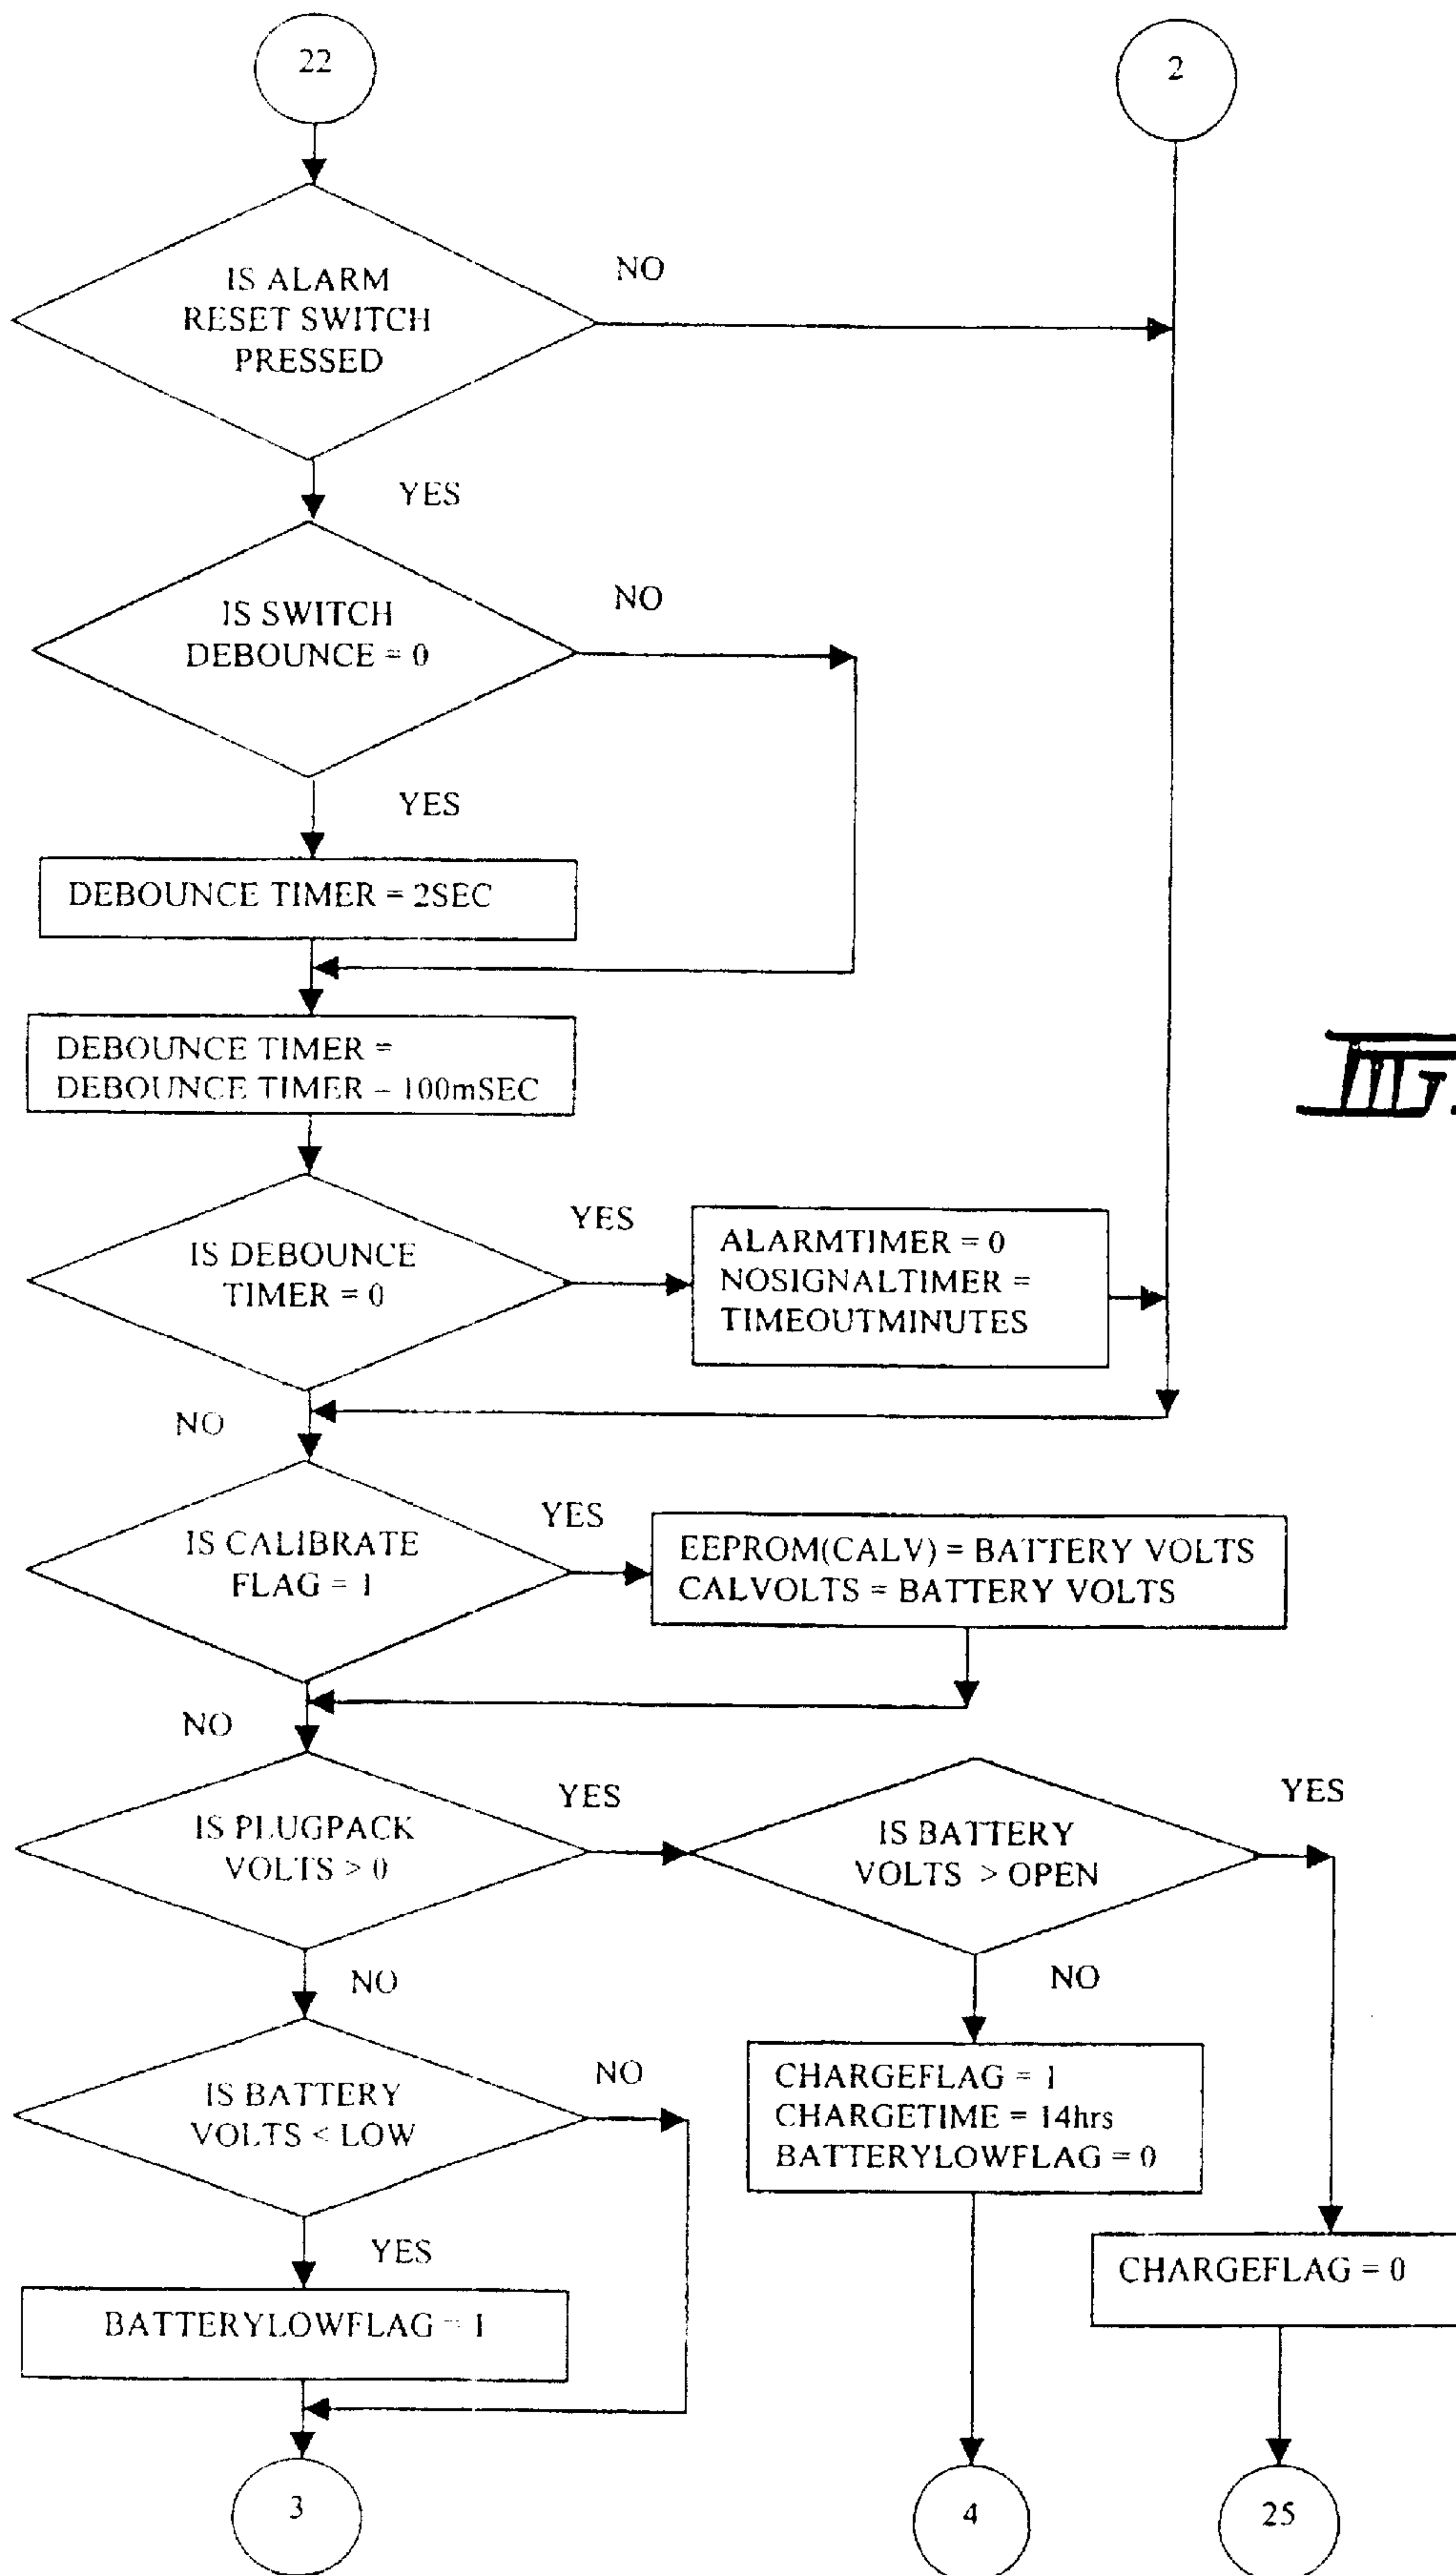 22
2
IS ALARM
RESET SWITCH
PRESSED
NO
YES
IS SWITCH
DEBOUNCE = 0
NO
YES
DEBOUNCE TIMER = 2SEC
DEBOUNCE TIMER =
DEBOUNCE TIMER – 100mSEC
IS DEBOUNCE
TIMER = 0
YES
ALARMTIMER = 0
NOSIGNALTIMER =
TIMEOUTMINUTES
NO
IS CALIBRATE
FLAG = 1
YES
EEPROM(CALV) = BATTERY VOLTS
CALVOLTS = BATTERY VOLTS
NO
IS PLUGPACK
VOLTS > 0
YES
IS BATTERY
VOLTS > OPEN
YES
NO
NO
IS BATTERY
VOLTS < LOW
NO
CHARGEFLAG = 1
CHARGETIME = 14hrs
BATTERYLOWFLAG = 0
YES
CHARGEFLAG = 0
BATTERYLOWFLAG = 1
3
4
25